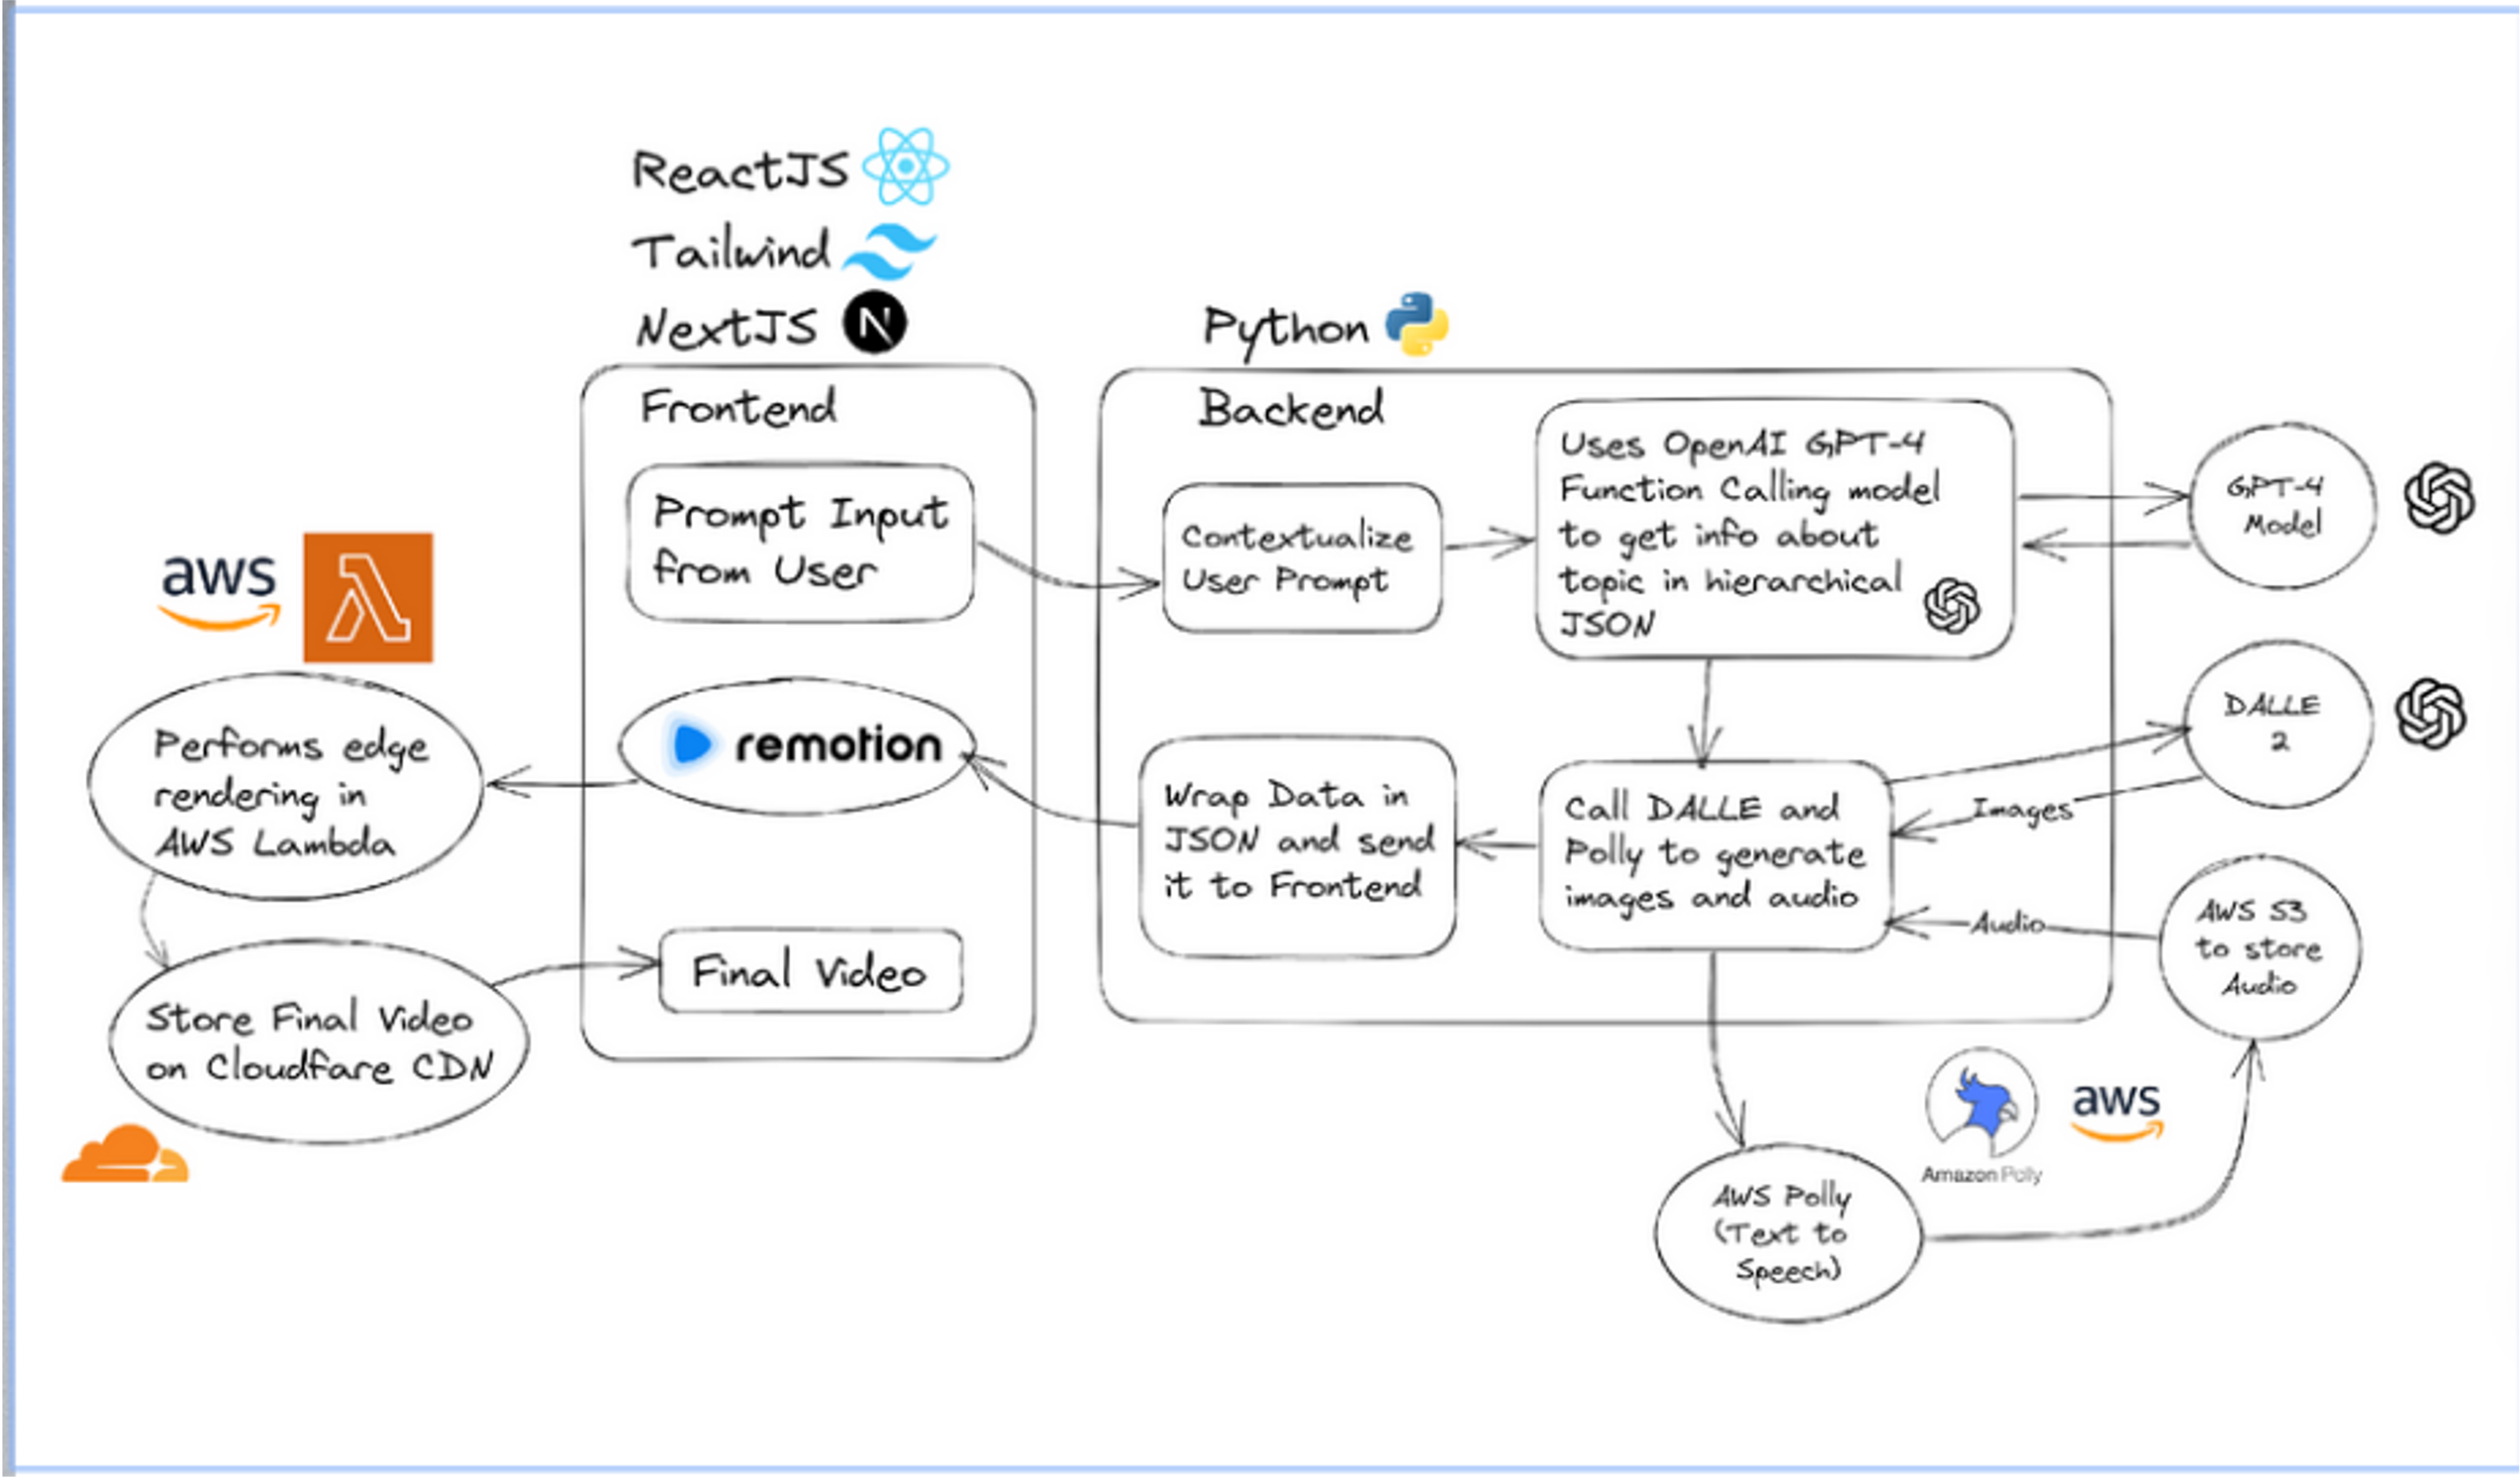 ReactJS
Tailwind
NextJS
Frontend
Prompt Input
from User
remotion
Final Video
aws
Performs edge
rendering in
AWS Lambda
Store Final Video
on Cloudfare CDN
Python
Backend
Contextualize
User Prompt
Uses OpenAI GPT-4
Function Calling model
to get info about
topic in hierarchical
JSON
GPT-4
Model
DALLE
2
Images
Call DALLE and
Polly to generate
images and audio
Wrap Data in
JSON and send
it to Frontend
Audio
AWS S3
to store
Audio
Amazon Polly
aws
AWS Polly
(Text to
Speech)